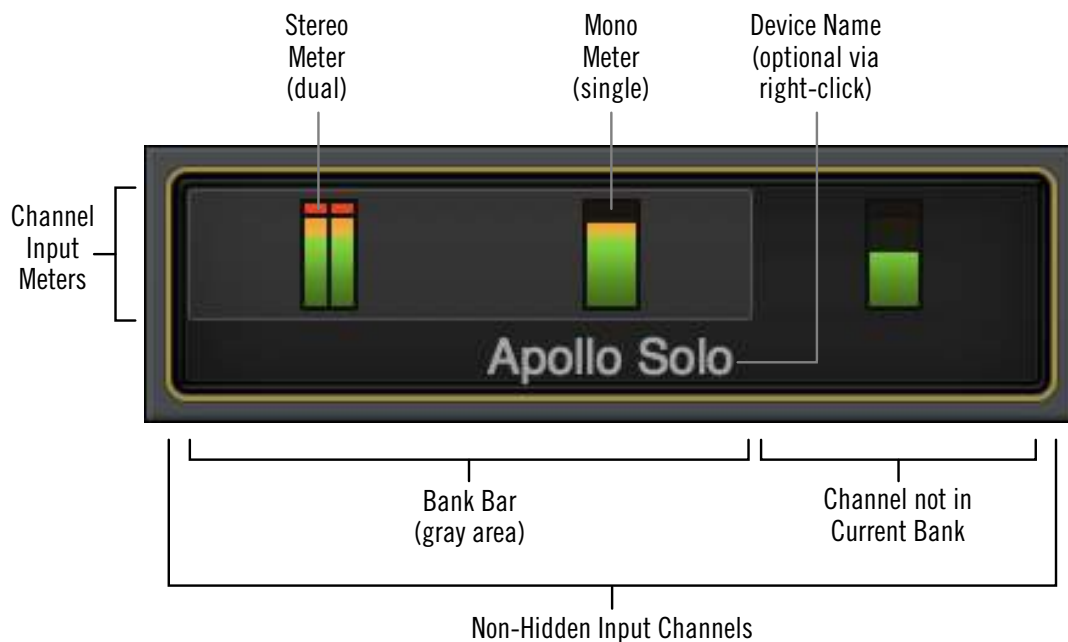 Stereo
Meter
(dual)
Mono
Meter
(single)
Device Name
(optional via
right-click)
Channel
Input
Meters
Apollo Solo
Bank Bar
(gray area)
Channel not in
Current Bank
Non-Hidden Input Channels